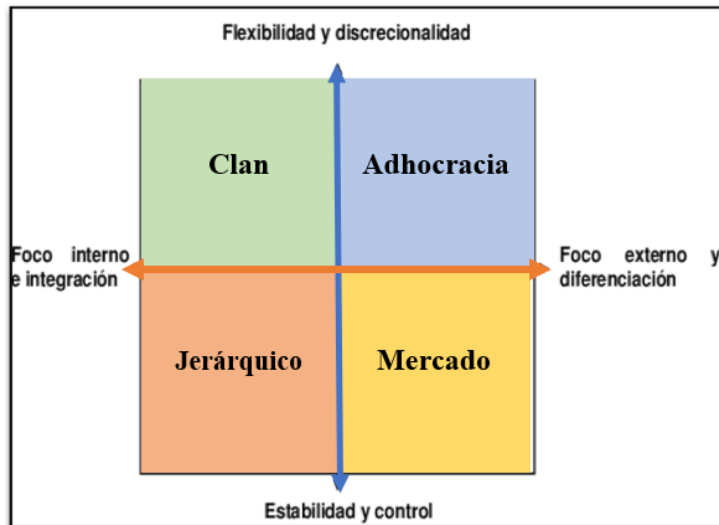 Flexibilidad y discrecionalidad
Clan
Adhocracia
Foco interno
e integración
Foco externo y
diferenciación
Jerárquico
Mercado
Estabilidad y control